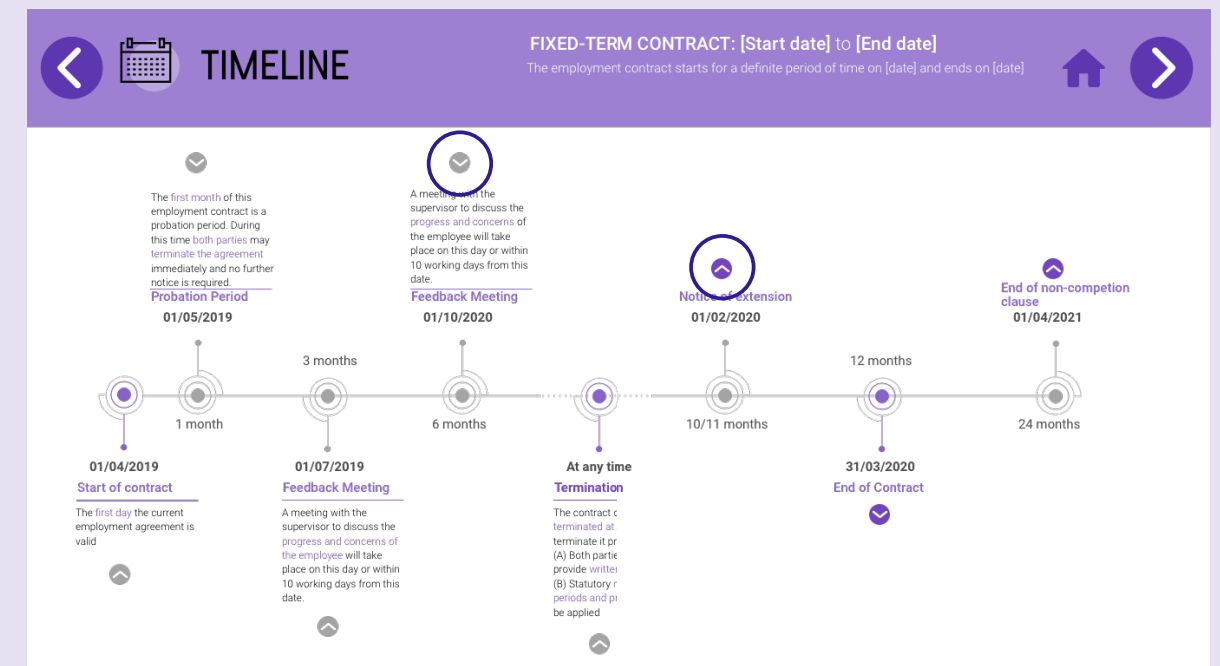 TIMELINE
FIXED-TERM CONTRACT: [Start date] to [End date]
The employment contract starts for a definite period of time on [date] and ends on [date]
The first month of this
employment contract is a
probation period. During
this time both parties may
terminate the agreement
immediately and no further
notice is required.
Probation Period
01/05/2019
A meeting with the
supervisor to discuss the
progress and concerns of
the employee will take
place on this day or within
10 working days from this
date.
Feedback Meeting
01/10/2020
Notice of extension
01/02/2020
End of non-competion
clause
01/04/2021
3 months
12 months
1 month
6 months
10/11 months
24 months
01/04/2019
Start of contract
The first day the current
employment agreement is
valid
01/07/2019
Feedback Meeting
A meeting with the
supervisor to discuss the
progress and concerns of
the employee will take
place on this day or within
10 working days from this
date.
At any time
Termination
The contract
terminated at
terminate it
(A) Both
provide
(B) Statutory
periods and
be applied
31/03/2020
End of Contract